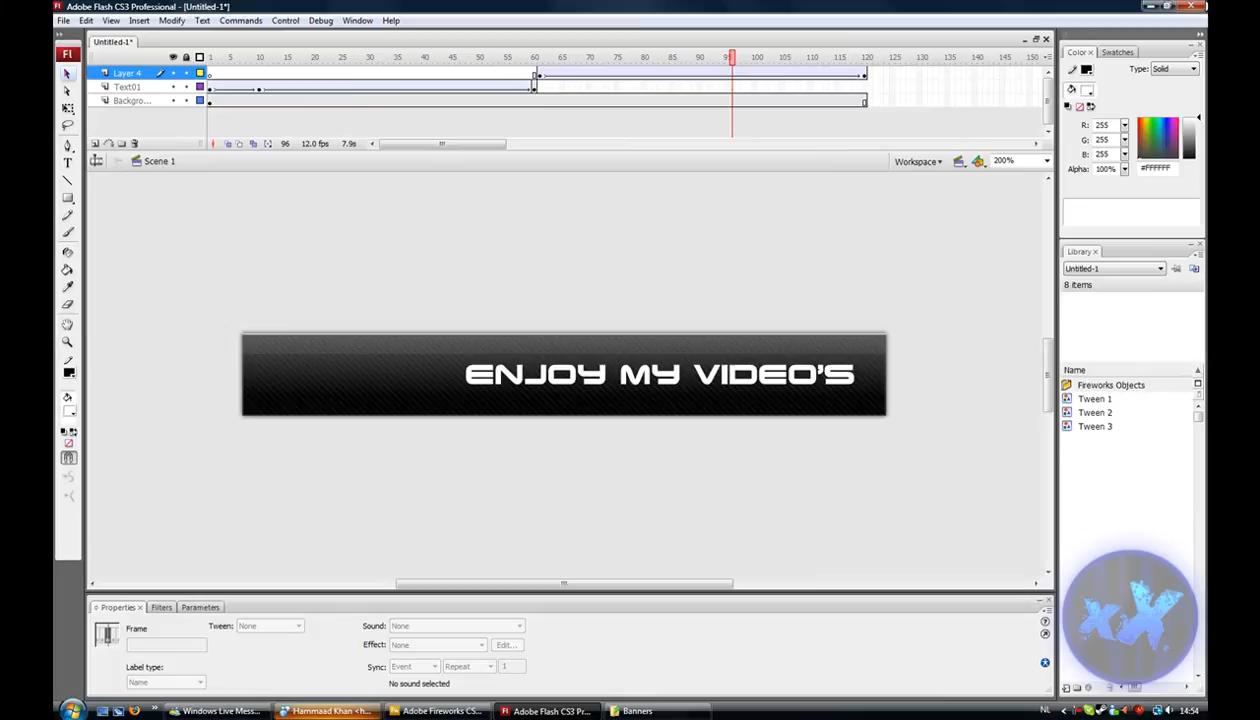 Adobe Flash CS3 Professional - [Untitled-1*]
File Edit View Insert Modify Text Commands Control Debug Window Help
Untitled-1*
1 5 10 15 20 25 30 35 40 45 50 55 60 65 70 75 80 85 90 95 100 105 110 115 120 125 130 135 140 145 150
Layer 4
Text01
Backgro...
96 12.0 fps 7.9s
Scene 1
Workspace 200%
ENJOY MY VIDEO'S
Color Swatches
Type: Solid
R: 255
G: 255
B: 255
Alpha: 100% #FFFFFF
Library
Untitled-1
8 items
Name
Fireworks Objects
Tween 1
Tween 2
Tween 3
xX
Properties Filters Parameters
Frame
Tween: None
Sound: None
Effect: None Edit...
Label type:
Name
Sync: Event Repeat 1
No sound selected
Windows Live Mess... Hammaad Khan <h... Adobe Fireworks CS... Adobe Flash CS3 Pr... Banners NL 14:54